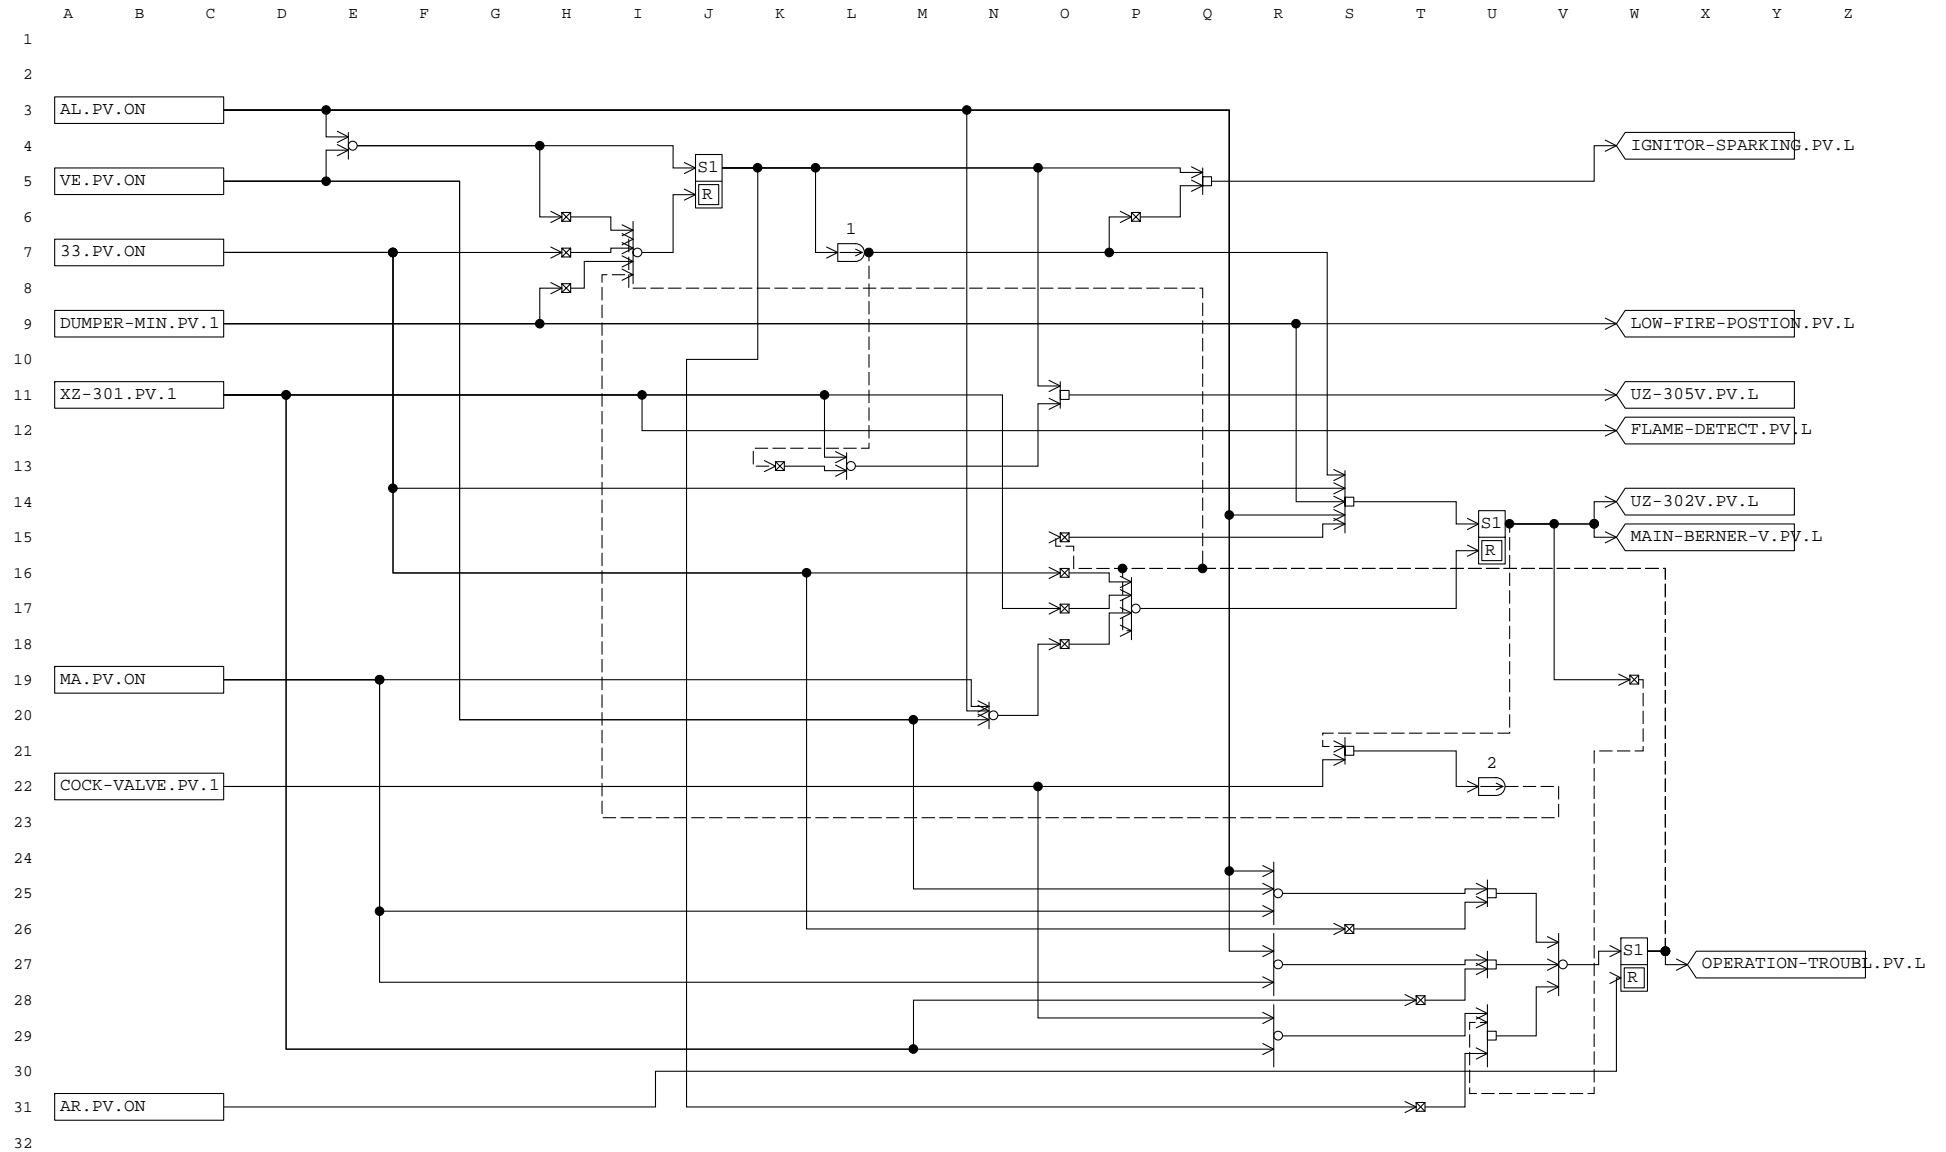 A B C D E F G H I J K L M N O P Q R S T U V W X Y Z
1
2
3 AL.PV.ON
4 IGNITOR-SPARKING.PV.L
S1
5 VE.PV.ON
R
6
1
7 33.PV.ON
8
9 DUMPER-MIN.PV.1 LOW-FIRE-POSTION.PV.L
10
11 XZ-301.PV.1 UZ-305V.PV.L
12 FLAME-DETECT.PV.L
13
14 UZ-302V.PV.L
S1
15 MAIN-BERNER-V.PV.L
R
16
17
18
19 MA.PV.ON
20
21
2
22 COCK-VALVE.PV.1
23
24
25
26
S1
27 OPERATION-TROUBL.PV.L
R
28
29
30
31 AR.PV.ON
32